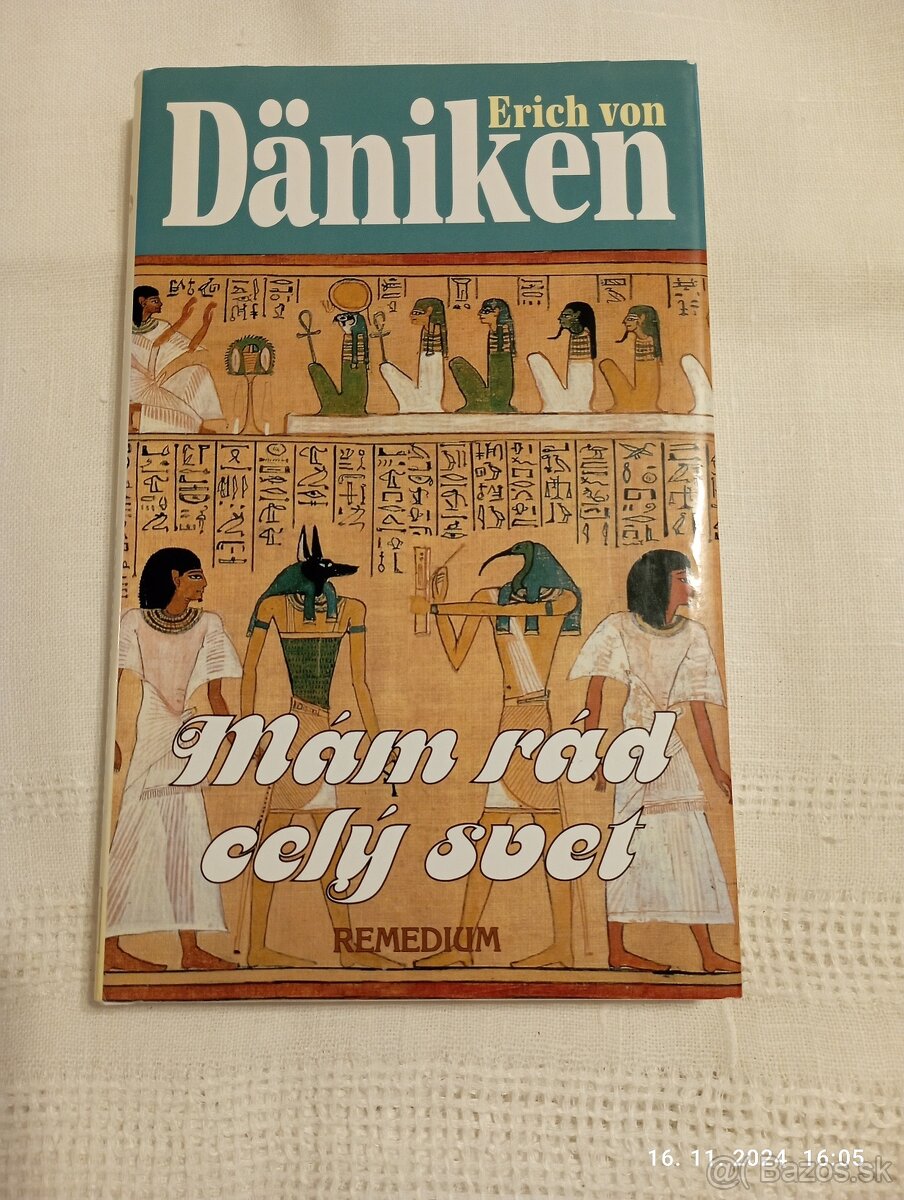 Erich von
Däniken
Mám rád
celý svet
REMEDIUM
16. 11. 2024 16:05
@( Bazos.sk